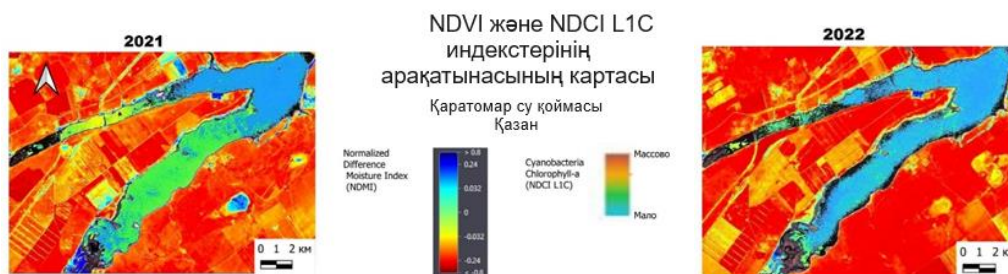 2021
NDVI және NDCI L1C
индекстерінің
арақатынасының картасы
Қаратомар су қоймасы
Қазан
2022
Normalized
Difference
Moisture Index
(NDMI)
> 0.8
0.24
0.032
0
-0.032
-0.24
< -0.8
Cyanobacteria
Chlorophyll-a
(NDCI L1C)
Массово
Мало
0 1 2 км
0 1 2 к